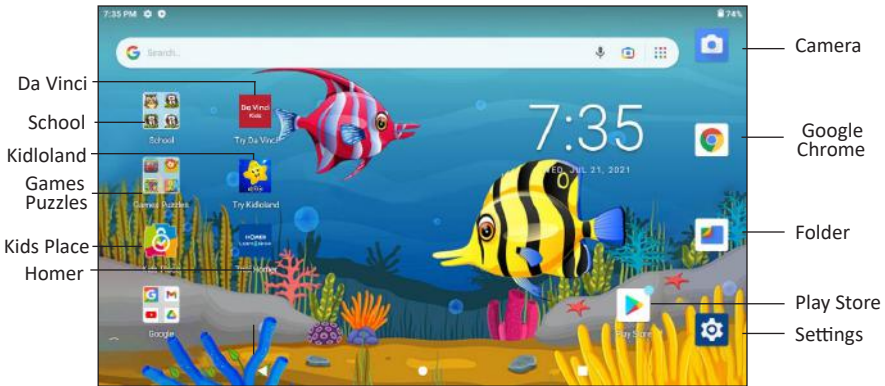 7:35 PM
74%
Search..
Camera
Da Vinci
Da Vinci
Kids
School
School
Try Da Vinci
7:35
WED, JUL 21, 2021
Google
Chrome
Kidloland
Games
Puzzles
Games Puzzles
Try Kidloland
Folder
Kids Place
HOMER
Homer
Homer
Play Store
Google
Play Store
Settings